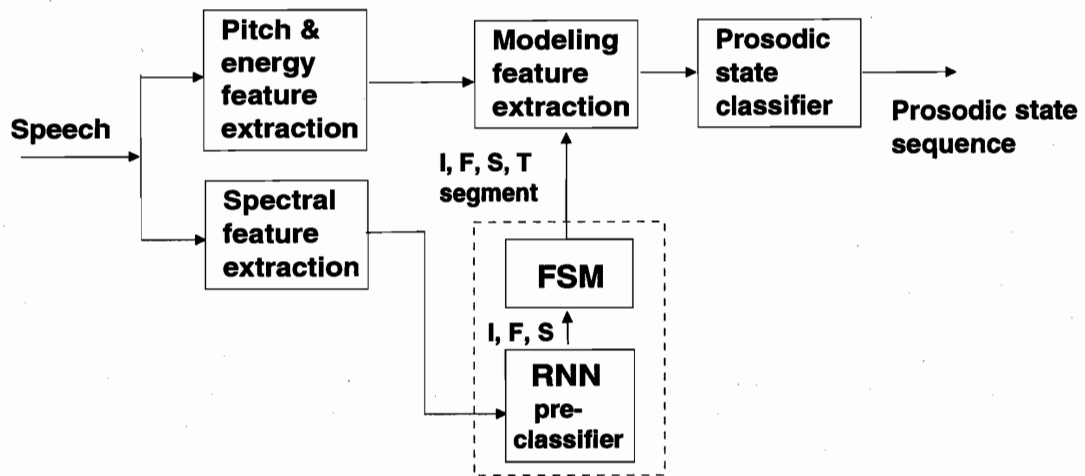 Speech
Pitch &
energy
feature
extraction
Modeling
feature
extraction
Prosodic
state
classifier
Prosodic state
sequence
Spectral
feature
extraction
I, F, S, T
segment
FSM
I, F, S
RNN
pre-
classifier